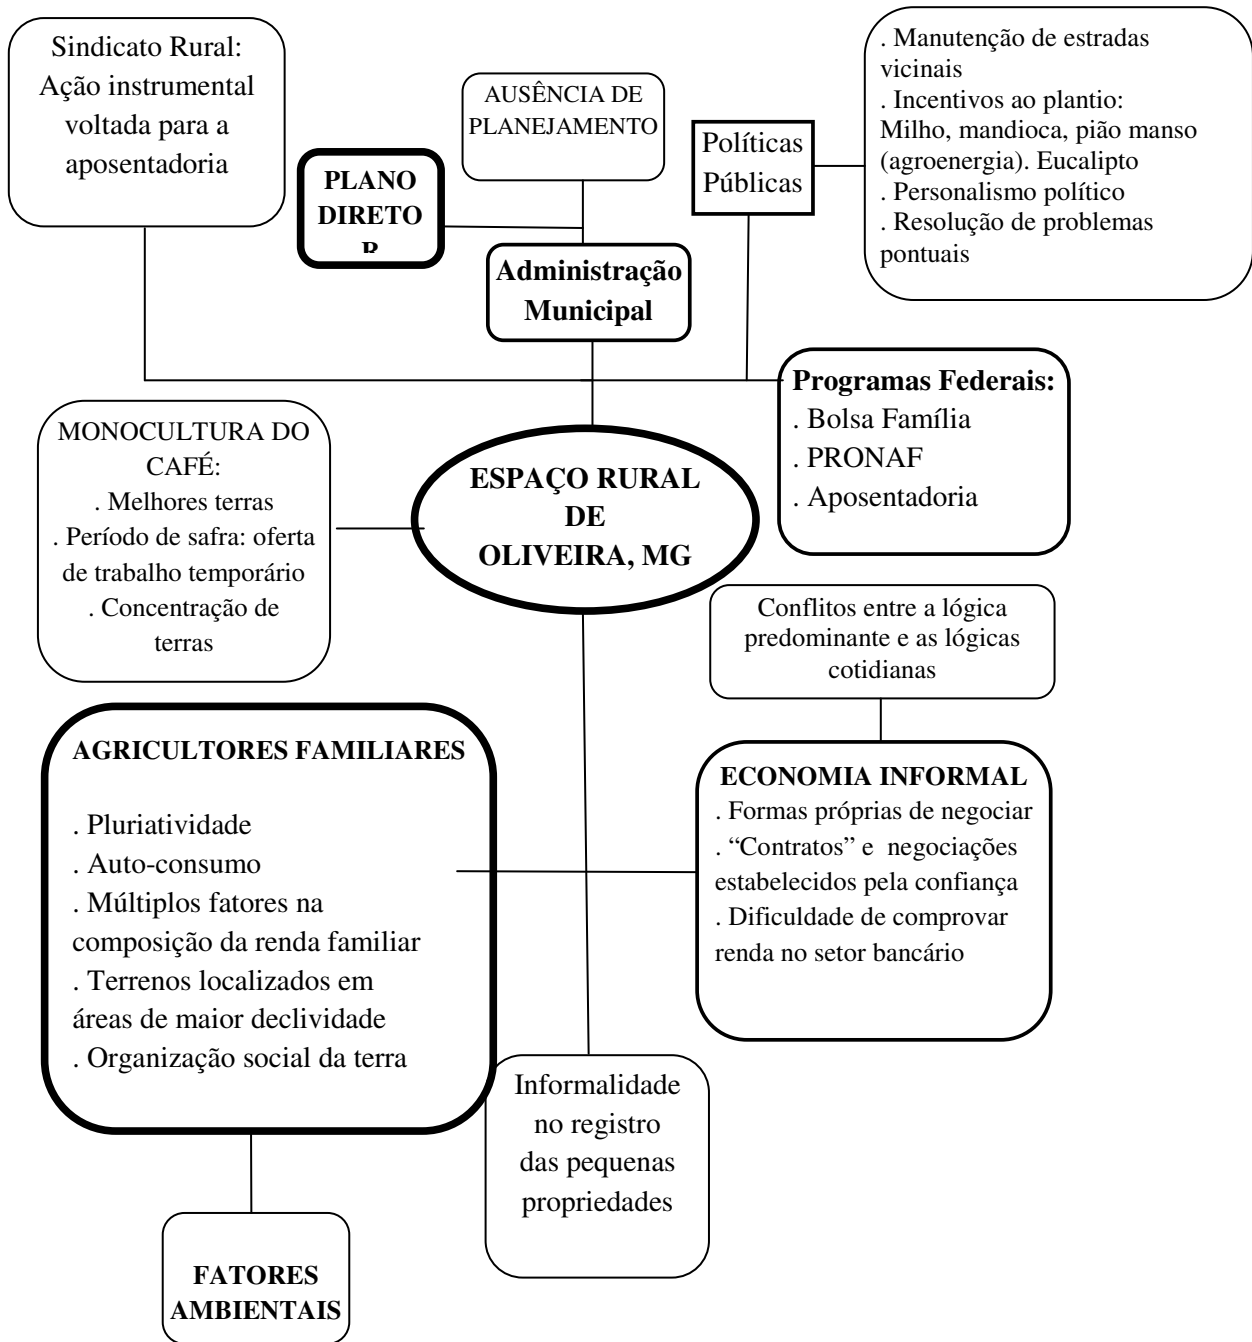 Sindicato Rural:
Ação instrumental
voltada para a
aposentadoria
AUSÊNCIA DE
PLANEJAMENTO
PLANO
DIRETO
R
Políticas
Públicas
. Manutenção de estradas
vicinais
. Incentivos ao plantio:
Milho, mandioca, pião manso
(agroenergia). Eucalipto
. Personalismo político
. Resolução de problemas
pontuais
Administração
Municipal
Programas Federais:
. Bolsa Família
. PRONAF
. Aposentadoria
MONOCULTURA DO
CAFÉ:
. Melhores terras
. Período de safra: oferta
de trabalho temporário
. Concentração de
terras
ESPAÇO RURAL
DE
OLIVEIRA, MG
Conflitos entre a lógica
predominante e as lógicas
cotidianas
AGRICULTORES FAMILIARES
. Pluriatividade
. Auto-consumo
. Múltiplos fatores na
composição da renda familiar
. Terrenos localizados em
áreas de maior declividade
. Organização social da terra
ECONOMIA INFORMAL
. Formas próprias de negociar
. “Contratos” e negociações
estabelecidos pela confiança
. Dificuldade de comprovar
renda no setor bancário
Informalidade
no registro
das pequenas
propriedades
FATORES
AMBIENTAIS